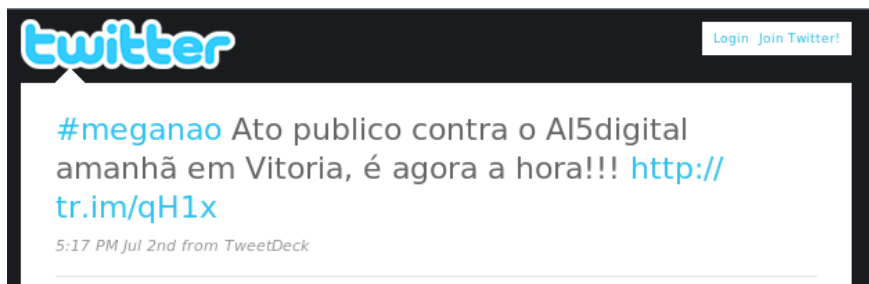 twitter
Login Join Twitter!
#meganao Ato publico contra o AI5digital
amanhã em Vitoria, é agora a hora!!! http://
tr.im/qH1x
5:17 PM Jul 2nd from TweetDeck